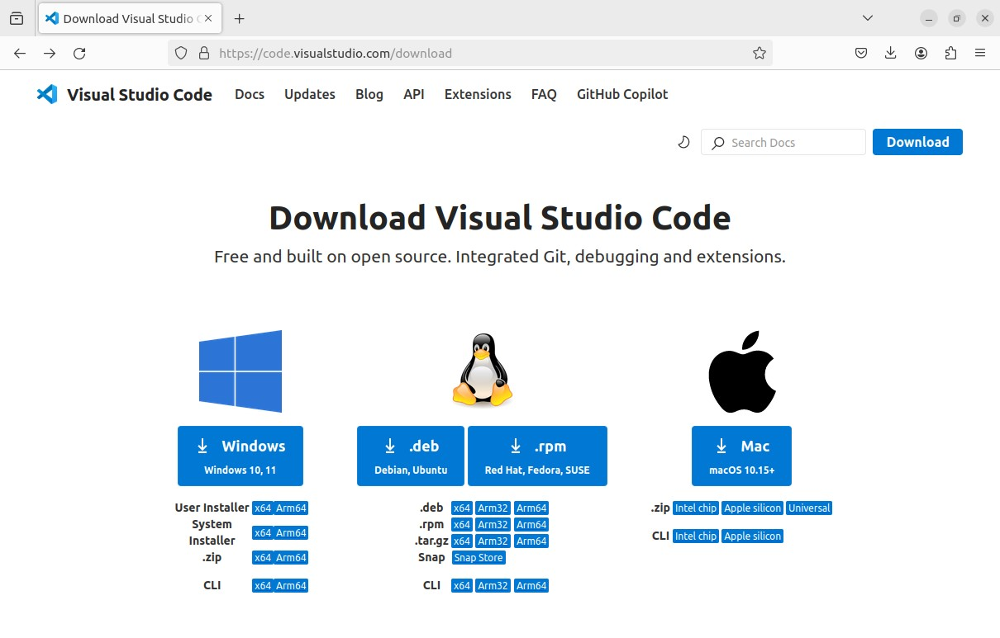 Download Visual Studio C
https://code.visualstudio.com/download
Visual Studio Code Docs Updates Blog API Extensions FAQ GitHub Copilot
Search Docs Download
Download Visual Studio Code
Free and built on open source. Integrated Git, debugging and extensions.
Windows
Windows 10, 11
.deb
Debian, Ubuntu
.rpm
Red Hat, Fedora, SUSE
Mac
macOS 10.15+
User Installer x64 Arm64
System
Installer x64 Arm64
.zip x64 Arm64
CLI x64 Arm64
.deb x64 Arm32 Arm64
.rpm x64 Arm32 Arm64
.tar.gz x64 Arm32 Arm64
Snap Snap Store
CLI x64 Arm32 Arm64
.zip Intel chip Apple silicon Universal
CLI Intel chip Apple silicon